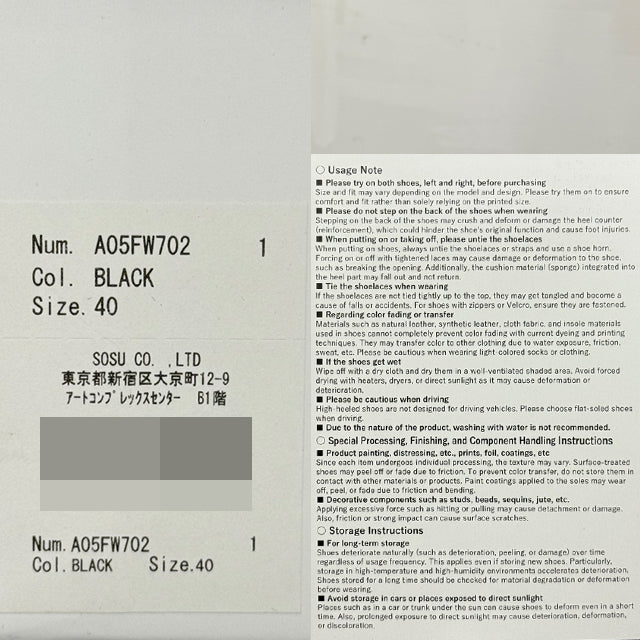 Num. A05FW702 1
Col. BLACK
Size. 40
SOSU CO. ,LTD
東京都新宿区大京町12-9
アートコンプレックスセンター B1階
Num. A05FW702 1
Col. BLACK Size. 40
○ Usage Note
■ Please try on both shoes, left and right, before purchasing
Size and fit may vary depending on the model and design. Please try them on to ensure
comfort and fit rather than solely relying on the printed size.
■ Please do not step on the back of the shoes when wearing
Stepping on the back of the shoes may crush and deform or damage the heel counter
(reinforcement), which could hinder the shoe's original function and cause foot injuries.
■ When putting on or taking off, please untie the shoelaces
When putting on shoes, always untie the shoelaces or straps and use a shoe horn.
Forcing on or off with tightened laces may cause damage or deformation to the shoe,
such as breaking the opening. Additionally, the cushion material (sponge) integrated into
the heel part may fall out and not return.
■ Tie the shoelaces when wearing
If the shoelaces are not tied tightly up to the top, they may get tangled and become a
cause of falls or accidents. For shoes with zippers or Velcro, ensure they are fastened.
■ Regarding color fading or transfer
Materials such as natural leather, synthetic leather, cloth fabric, and insole materials
used in shoes cannot completely prevent color fading with current dyeing and printing
techniques. They may transfer color to other clothing due to water exposure, friction,
sweat, etc. Please be cautious when wearing light-colored socks or clothing.
■ If the shoes get wet
Wipe off with a dry cloth and dry them in a well-ventilated shaded area. Avoid forced
drying with heaters, dryers, or direct sunlight as it may cause deformation or
deterioration.
■ Please be cautious when driving
High-heeled shoes are not designed for driving vehicles. Please choose flat-soled shoes
when driving.
■ Due to the nature of the product, washing with water is not recommended.
○ Special Processing, Finishing, and Component Handling Instructions
■ Product painting, distressing, etc., prints, foil, coatings, etc
Since each item undergoes individual processing, the texture may vary. Surface-treated
shoes may peel off or fade due to friction. To prevent color transfer, do not store them in
contact with other materials or products. Paint coatings applied to the soles may wear
off, peel, or fade due to friction and bending.
■ Decorative components such as studs, beads, sequins, jute, etc.
Applying excessive force such as hitting or pulling may cause detachment or damage.
Also, friction or strong impact can cause surface scratches.
○ Storage Instructions
■ For long-term storage
Shoes deteriorate naturally (such as deterioration, peeling, or damage) over time
regardless of usage frequency. This applies even if storing new shoes. Particularly,
storage in high-temperature and high-humidity environments accelerates deterioration.
Shoes stored for a long time should be checked for material degradation or deformation
before wearing.
■ Avoid storage in cars or places exposed to direct sunlight
Places such as in a car or trunk under the sun can cause shoes to deform even in a short
time. Also, prolonged exposure to direct sunlight may cause deterioration, deformation,
or discoloration.